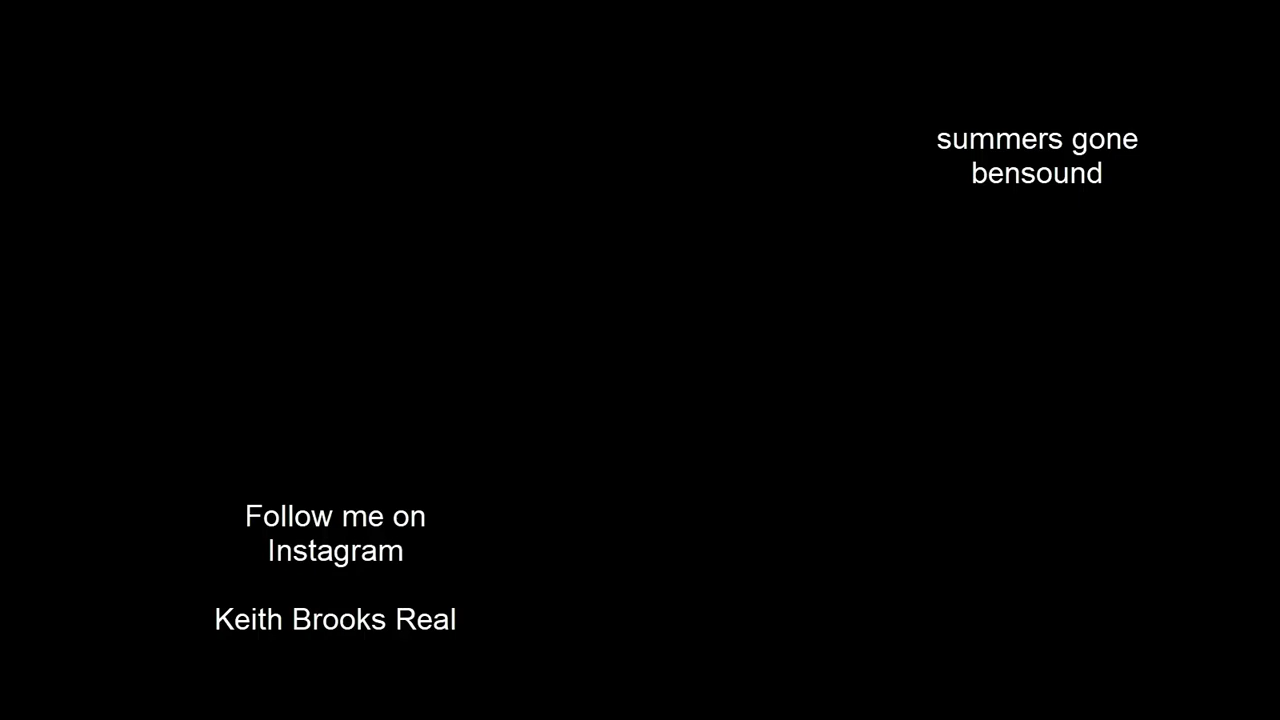 summers gone
bensound
Follow me on
Instagram
Keith Brooks Real